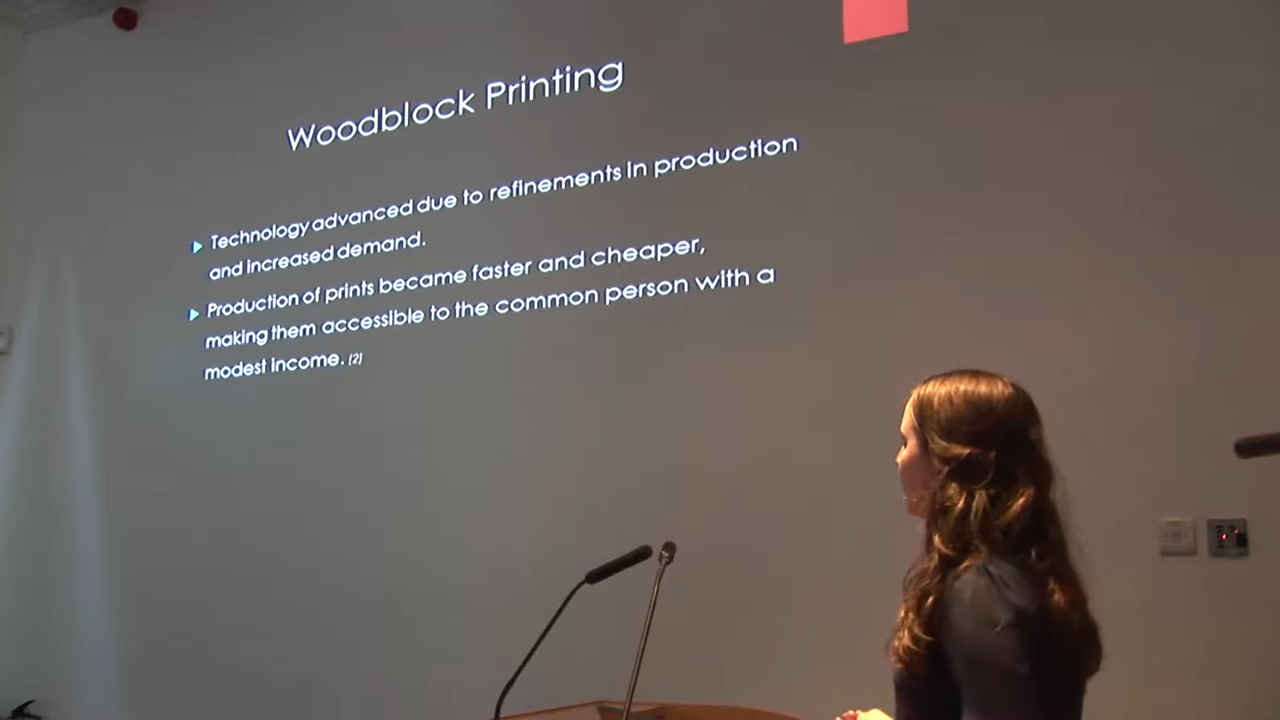 Woodblock Printing
Technology advanced due to refinements in production
and increased demand.
Production of prints became faster and cheaper,
making them accessible to the common person with a
modest income. (2)